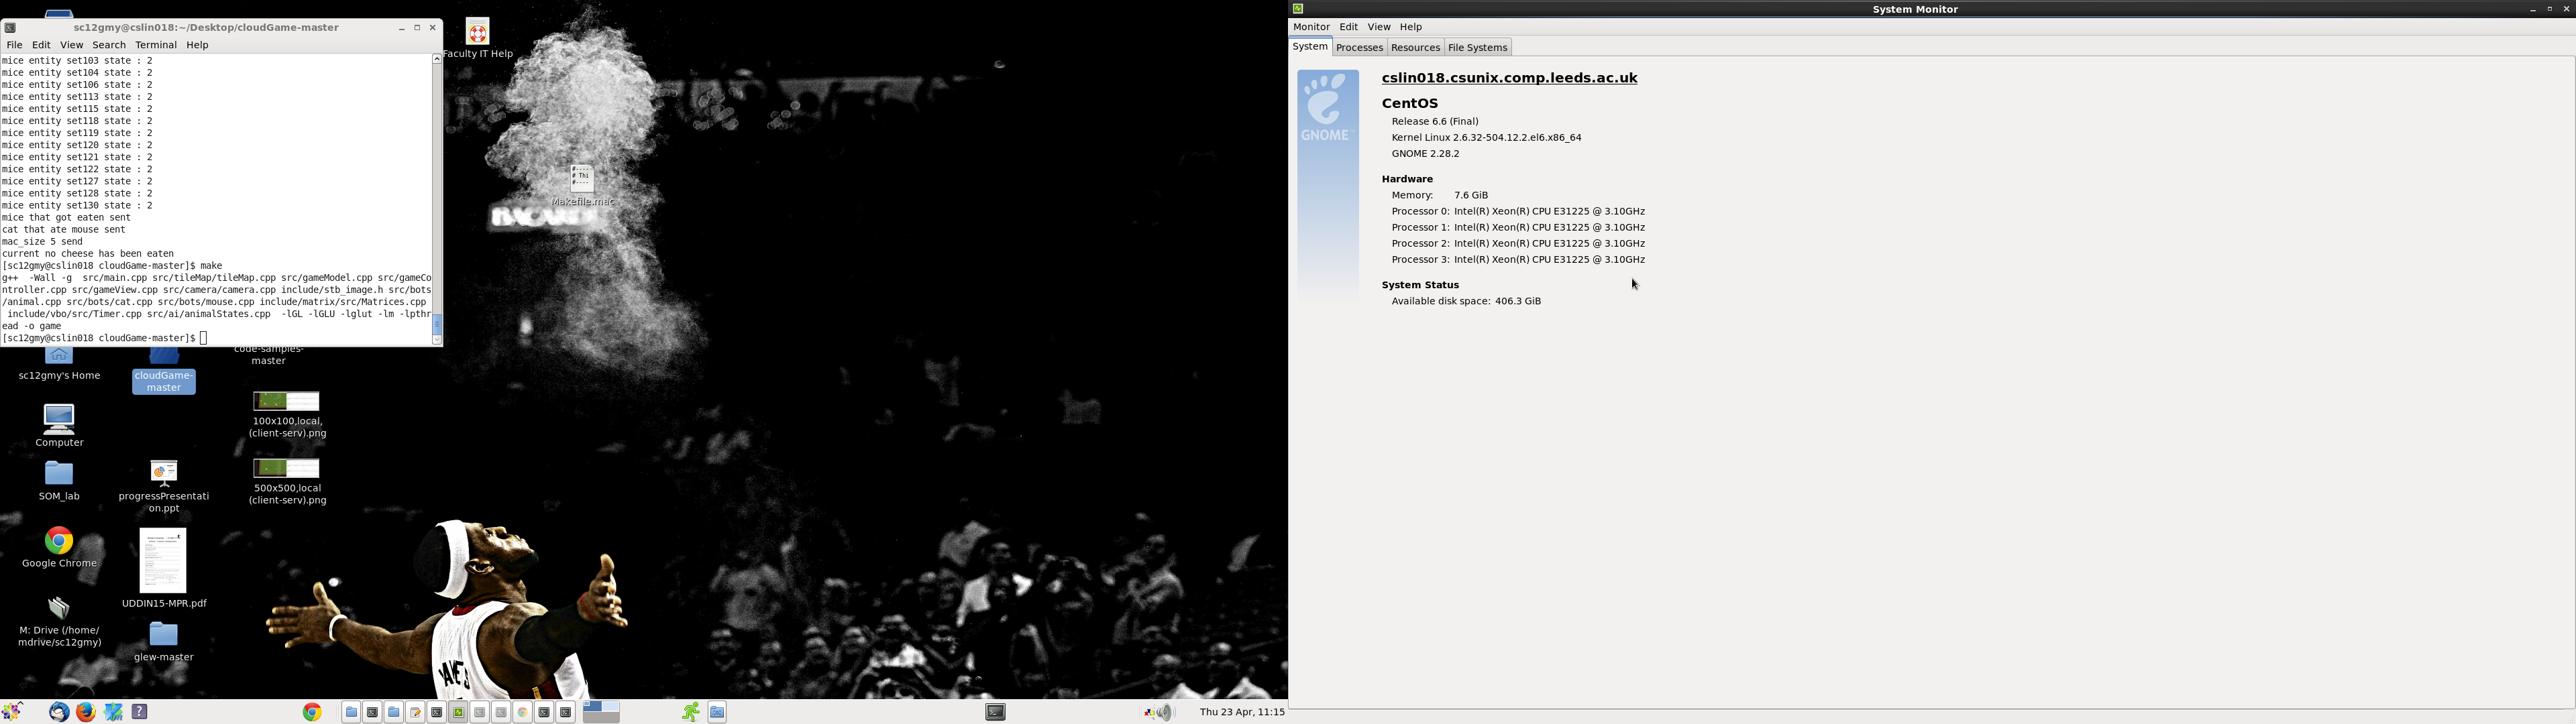 sc12gmy@cslin018:~/Desktop/cloudGame-master
File Edit View Search Terminal Help
mice entity set103 state : 2
mice entity set104 state : 2
mice entity set106 state : 2
mice entity set113 state : 2
mice entity set115 state : 2
mice entity set118 state : 2
mice entity set119 state : 2
mice entity set120 state : 2
mice entity set121 state : 2
mice entity set122 state : 2
mice entity set127 state : 2
mice entity set128 state : 2
mice entity set130 state : 2
mice that got eaten sent
cat that ate mouse sent
mac_size 5 send
current no cheese has been eaten
[sc12gmy@cslin018 cloudGame-master]$ make
g++  -Wall -g  src/main.cpp src/tileMap/tileMap.cpp src/gameModel.cpp src/gameCo
ntroller.cpp src/gameView.cpp src/camera/camera.cpp include/stb_image.h src/bots
/animal.cpp src/bots/cat.cpp src/bots/mouse.cpp include/matrix/src/Matrices.cpp
include/vbo/src/Timer.cpp src/ai/animalStates.cpp  -lGL -lGLU -lglut -lm -lpthr
ead -o game
[sc12gmy@cslin018 cloudGame-master]$
Faculty IT Help
# Thi
Makefile.mac
BACARDI
sc12gmy's Home
cloudGame-
master
code-samples-
master
Computer
100x100,local,
(client-serv).png
SOM_lab
progressPresentati
on.ppt
500x500,local
(client-serv).png
Google Chrome
UDDIN15-MPR.pdf
M: Drive (/home/
mdrive/sc12gmy)
glew-master
Thu 23 Apr, 11:15
System Monitor
Monitor Edit View Help
System Processes Resources File Systems
GNOME™
cslin018.csunix.comp.leeds.ac.uk
CentOS
Release 6.6 (Final)
Kernel Linux 2.6.32-504.12.2.el6.x86_64
GNOME 2.28.2
Hardware
Memory: 7.6 GiB
Processor 0: Intel(R) Xeon(R) CPU E31225 @ 3.10GHz
Processor 1: Intel(R) Xeon(R) CPU E31225 @ 3.10GHz
Processor 2: Intel(R) Xeon(R) CPU E31225 @ 3.10GHz
Processor 3: Intel(R) Xeon(R) CPU E31225 @ 3.10GHz
System Status
Available disk space: 406.3 GiB